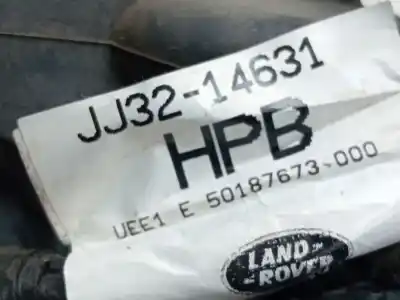 JJ32-14631
HPB
UEE1 E 50187673-000
LAND-
ROVER